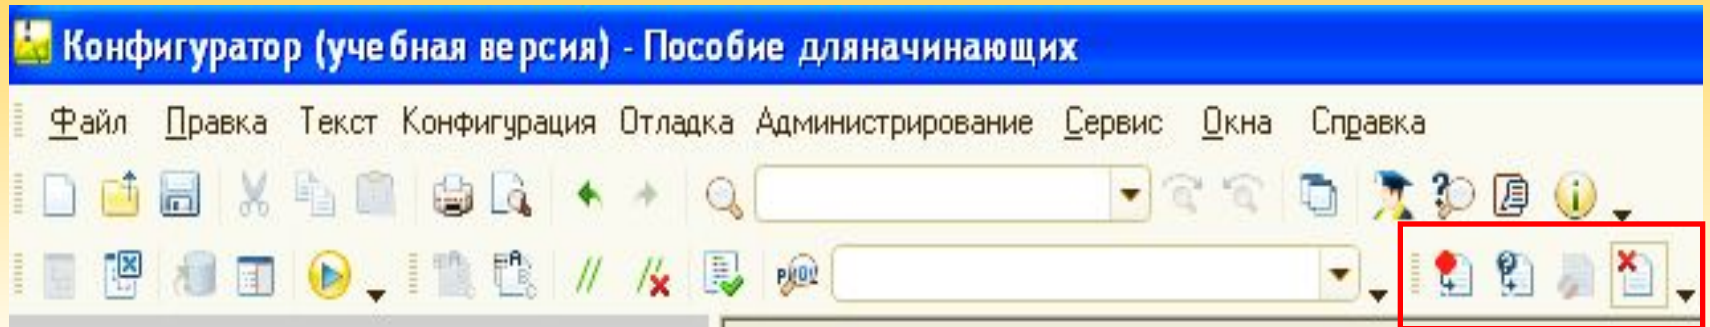 Конфигуратор (учебная версия) - Пособие дляначинающих
Файл Правка Текст Конфигурация Отладка Администрирование Сервис Окна Справка